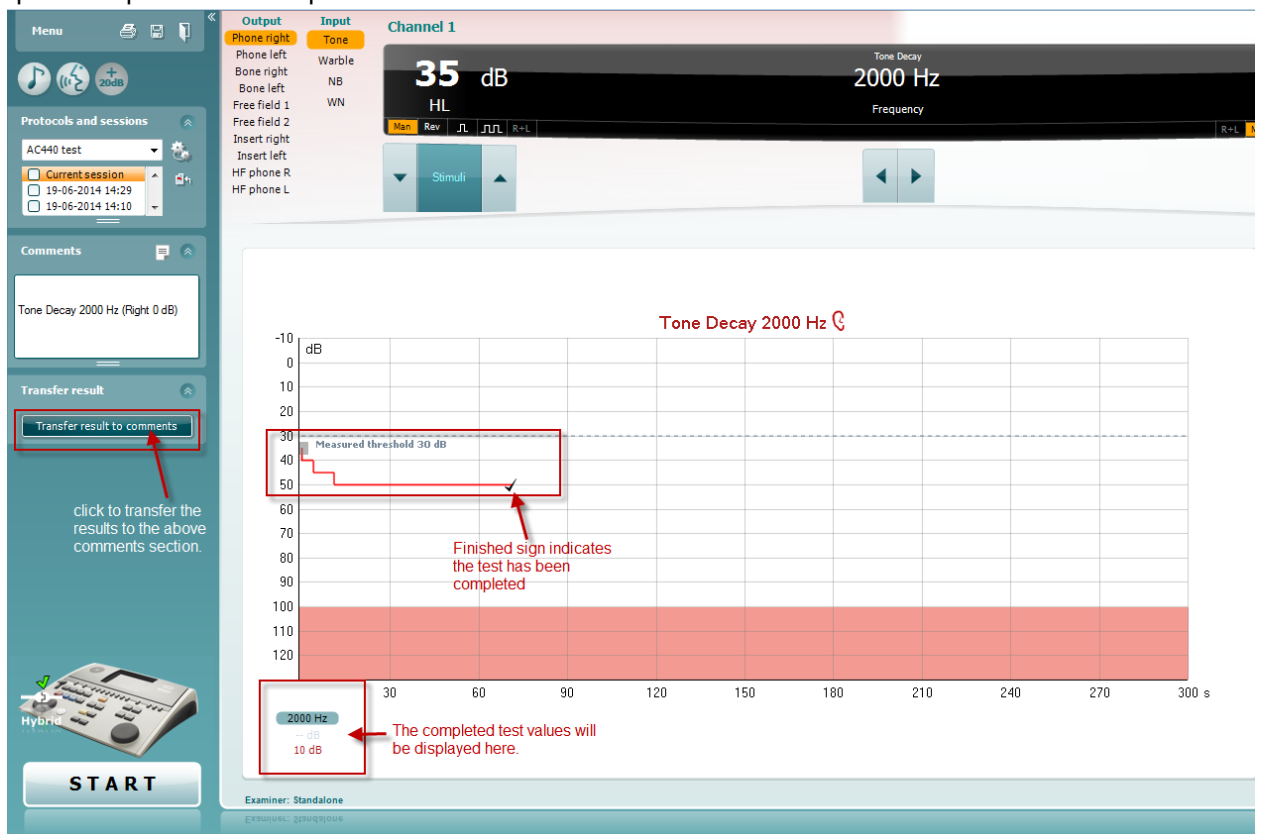 «
Menu
20dB
Protocols and sessions
AC440 test
Current session
19-06-2014 14:29
19-06-2014 14:10
Comments
Tone Decay 2000 Hz (Right 0 dB)
Transfer result
Transfer result to comments
click to transfer the
results to the above
comments section.
Hybrid
START
Output
Phone right
Phone left
Bone right
Bone left
Free field 1
Free field 2
Insert right
Insert left
HF phone R
HF phone L
Input
Tone
Warble
NB
WN
Channel 1
35 dB
HL
Man Rev R+L
Tone Decay
2000 Hz
Frequency
R+L
Stimuli
Tone Decay 2000 Hz
dB
-10
0
10
20
30
40
50
60
70
80
90
100
110
120
Measured threshold 30 dB
Finished sign indicates
the test has been
completed
30 60 90 120 150 180 210 240 270 300 s
2000 Hz
-- dB
10 dB
The completed test values will
be displayed here.
Examiner: Standalone